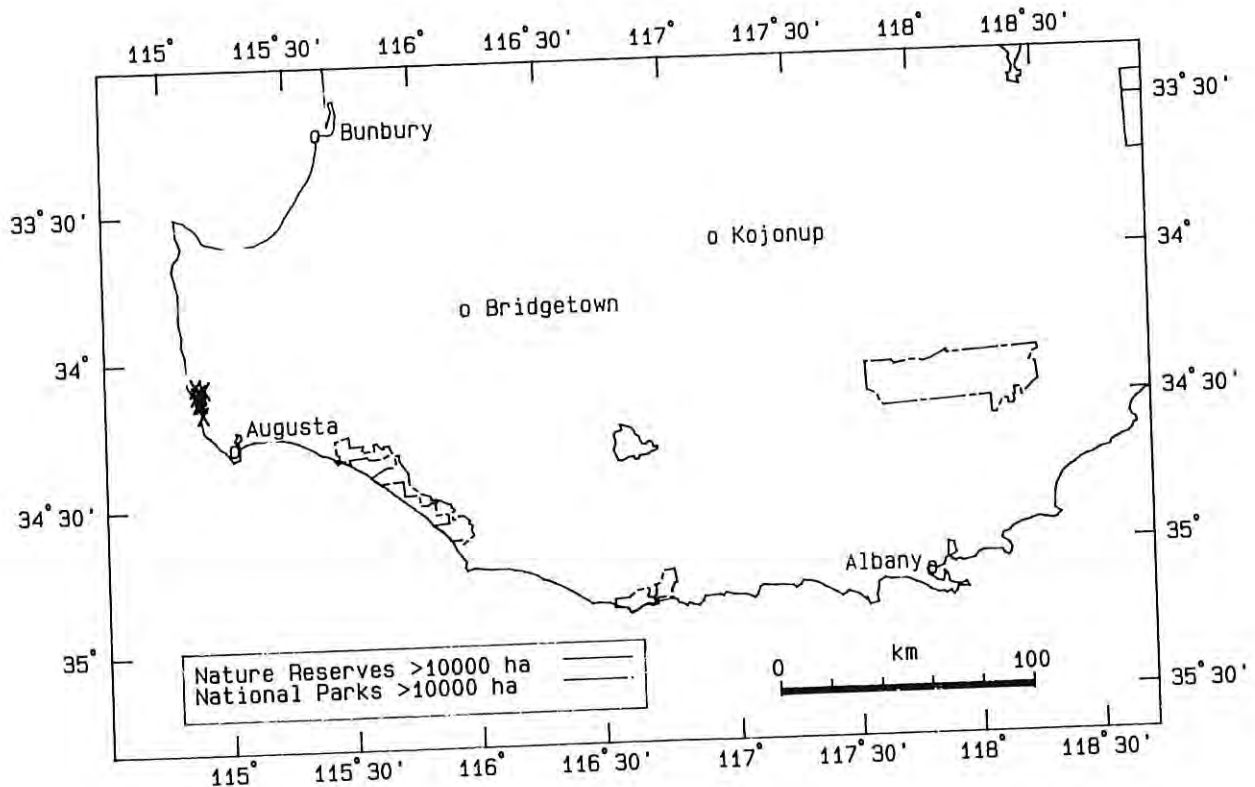 115° 115°30' 116° 116°30' 117° 117°30' 118° 118°30'
33°30'
Bunbury
33°30'
34°
Kojonup
Bridgetown
34°
34°30'
Augusta
34°30'
35°
Albany
35°
35°30'
Nature Reserves >10000 ha
National Parks >10000 ha
km
0 100
115° 115°30' 116° 116°30' 117° 117°30' 118° 118°30'